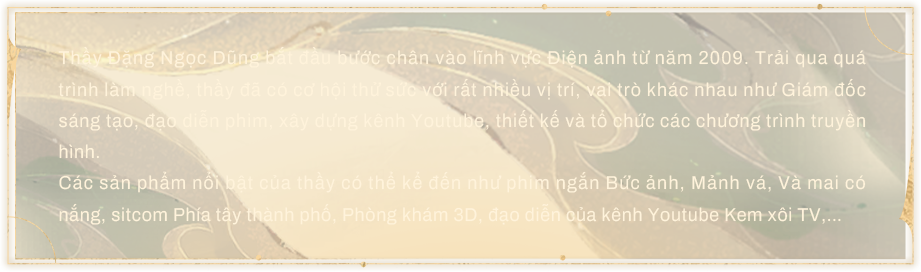 Thầy Đặng Ngọc Dũng bắt đầu bước chân vào lĩnh vực Điện ảnh từ năm 2009. Trải qua quá
trình làm nghề, thầy đã có cơ hội thử sức với rất nhiều vị trí, vai trò khác nhau như Giám đốc
sáng tạo, đạo diễn phim, xây dựng kênh Youtube, thiết kế và tổ chức các chương trình truyền
hình.
Các sản phẩm nổi bật của thầy có thể kể đến như phim ngắn Bức ảnh, Mảnh vá, Và mai có
nắng, sitcom Phía tây thành phố, Phòng khám 3D, đạo diễn của kênh Youtube Kem xôi TV,...